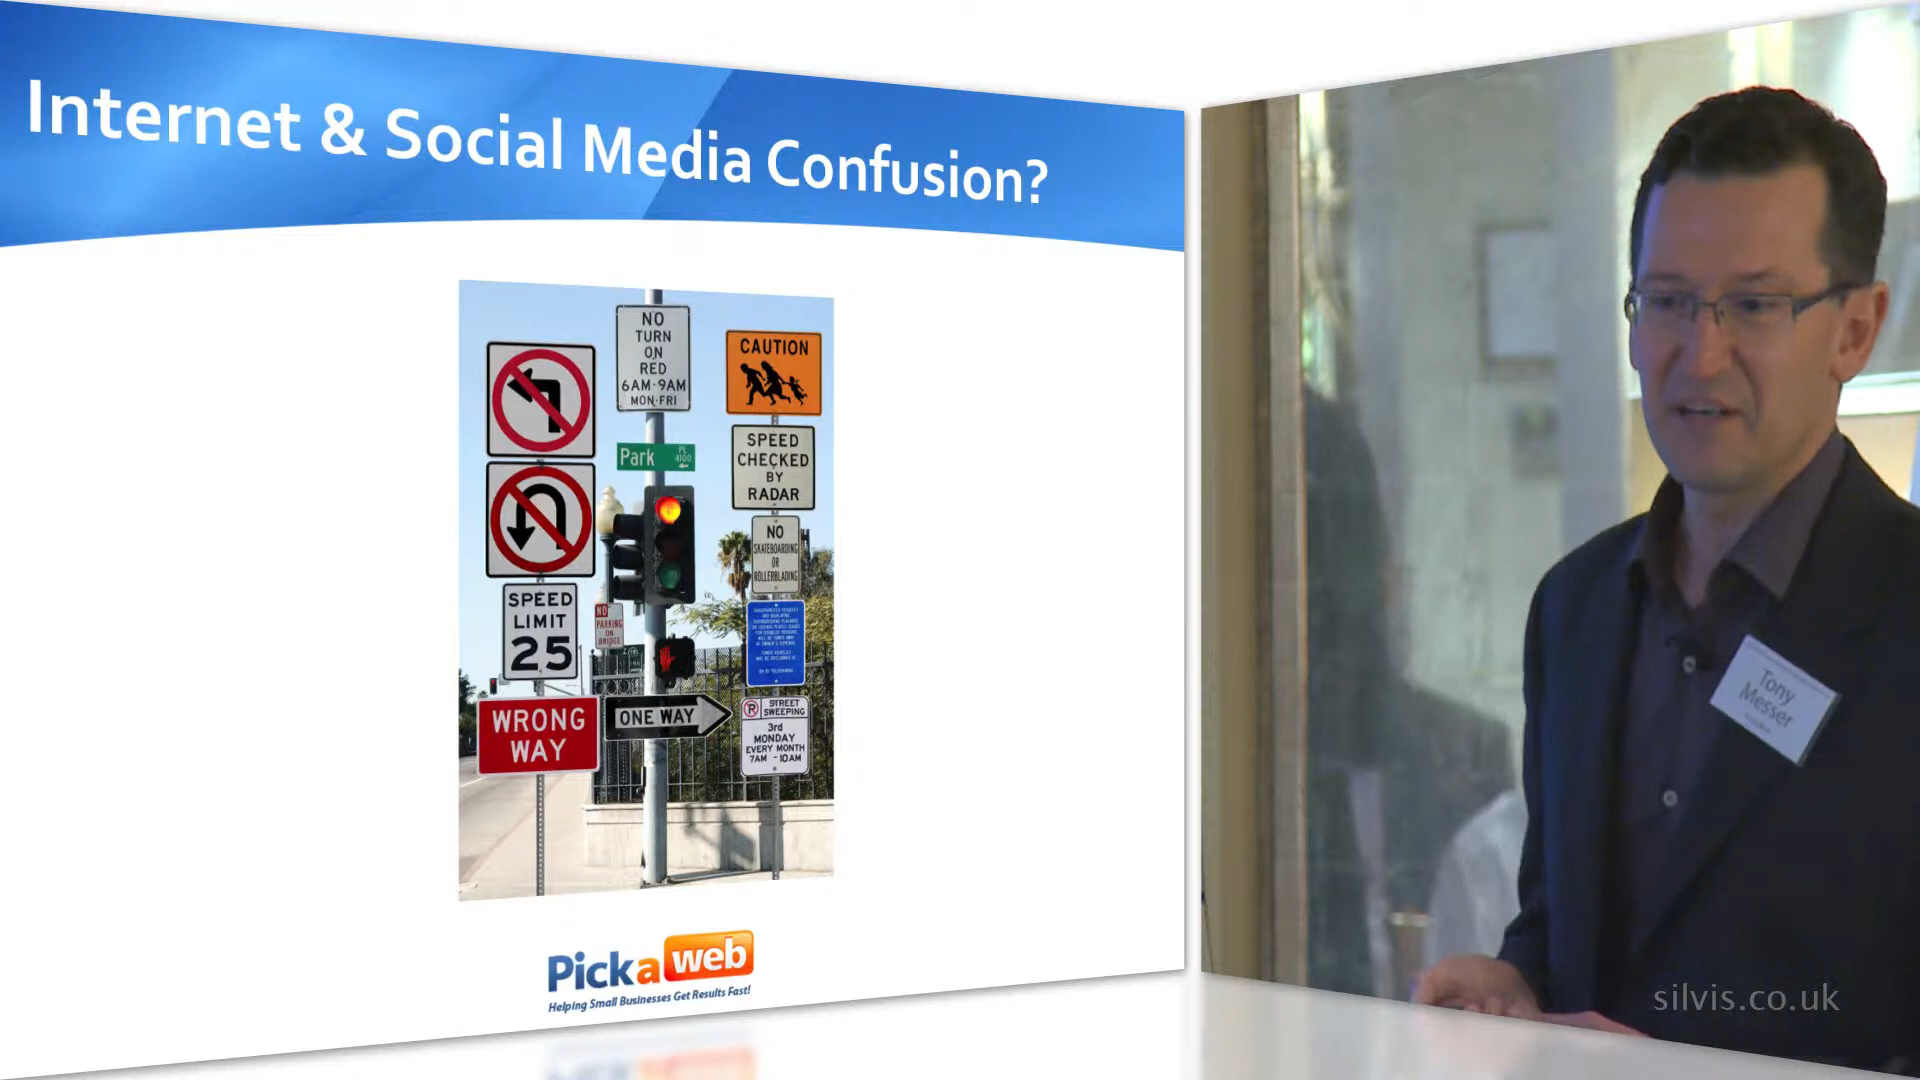 Internet & Social Media Confusion?
NO
TURN
ON
RED
6AM-9AM
MON-FRI
CAUTION
Park PL
4100
SPEED
CHECKED
BY
RADAR
NO
SKATEBOARDING
OR
ROLLERBLADING
SPEED
LIMIT
25
NO
PARKING
ON
BRIDGE
WRONG
WAY
ONE WAY
P STREET
SWEEPING
3rd
MONDAY
EVERY MONTH
7AM - 10AM
Pickaweb
Helping Small Businesses Get Results Fast!
Tony
Messer
silvis.co.uk